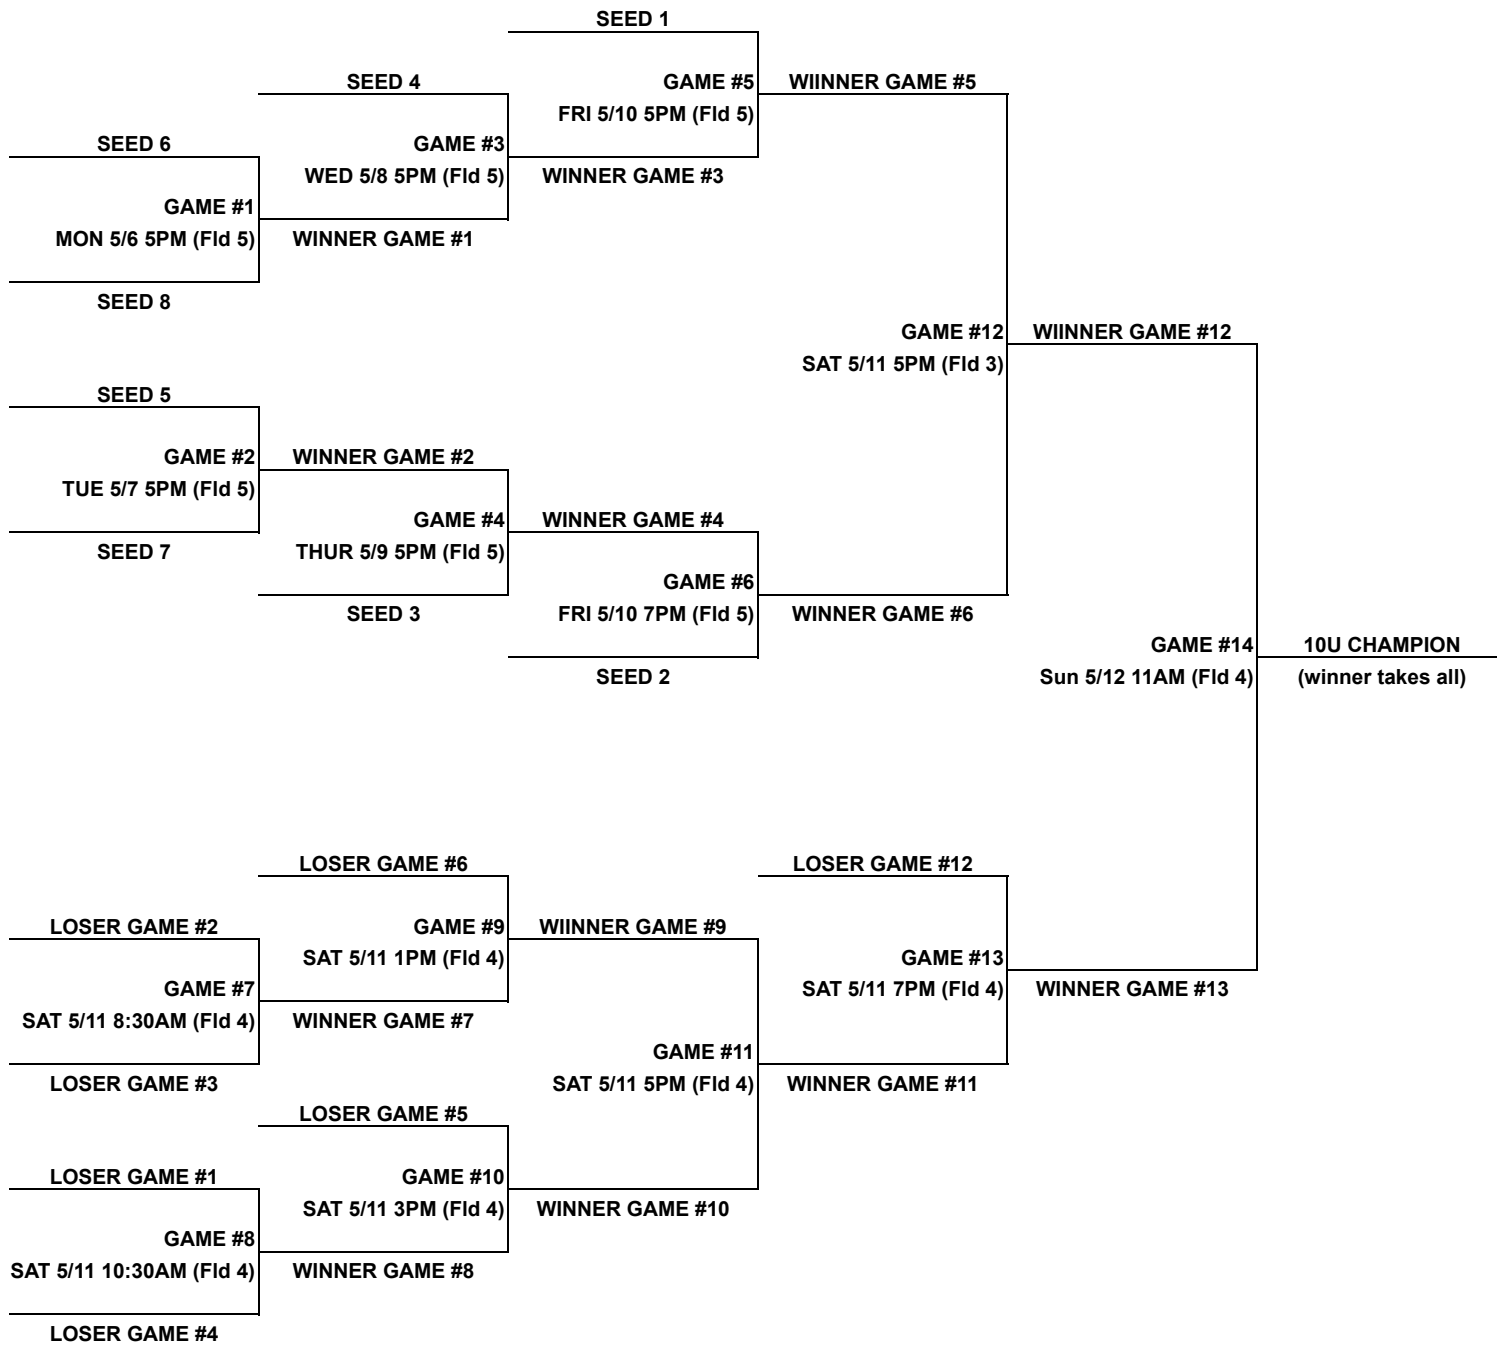 SEED 1
SEED 4
GAME #5
WIINNER GAME #5
FRI 5/10 5PM (Fld 5)
SEED 6
GAME #3
WED 5/8 5PM (Fld 5)
WINNER GAME #3
GAME #1
MON 5/6 5PM (Fld 5)
WINNER GAME #1
SEED 8
GAME #12
WIINNER GAME #12
SAT 5/11 5PM (Fld 3)
SEED 5
GAME #2
WINNER GAME #2
TUE 5/7 5PM (Fld 5)
GAME #4
WINNER GAME #4
SEED 7
THUR 5/9 5PM (Fld 5)
GAME #6
SEED 3
FRI 5/10 7PM (Fld 5)
WINNER GAME #6
GAME #14
10U CHAMPION
SEED 2
Sun 5/12 11AM (Fld 4)
(winner takes all)
LOSER GAME #6
LOSER GAME #12
LOSER GAME #2
GAME #9
WIINNER GAME #9
SAT 5/11 1PM (Fld 4)
GAME #13
GAME #7
SAT 5/11 7PM (Fld 4)
WINNER GAME #13
SAT 5/11 8:30AM (Fld 4)
WINNER GAME #7
GAME #11
LOSER GAME #3
SAT 5/11 5PM (Fld 4)
WINNER GAME #11
LOSER GAME #5
LOSER GAME #1
GAME #10
SAT 5/11 3PM (Fld 4)
WINNER GAME #10
GAME #8
SAT 5/11 10:30AM (Fld 4)
WINNER GAME #8
LOSER GAME #4